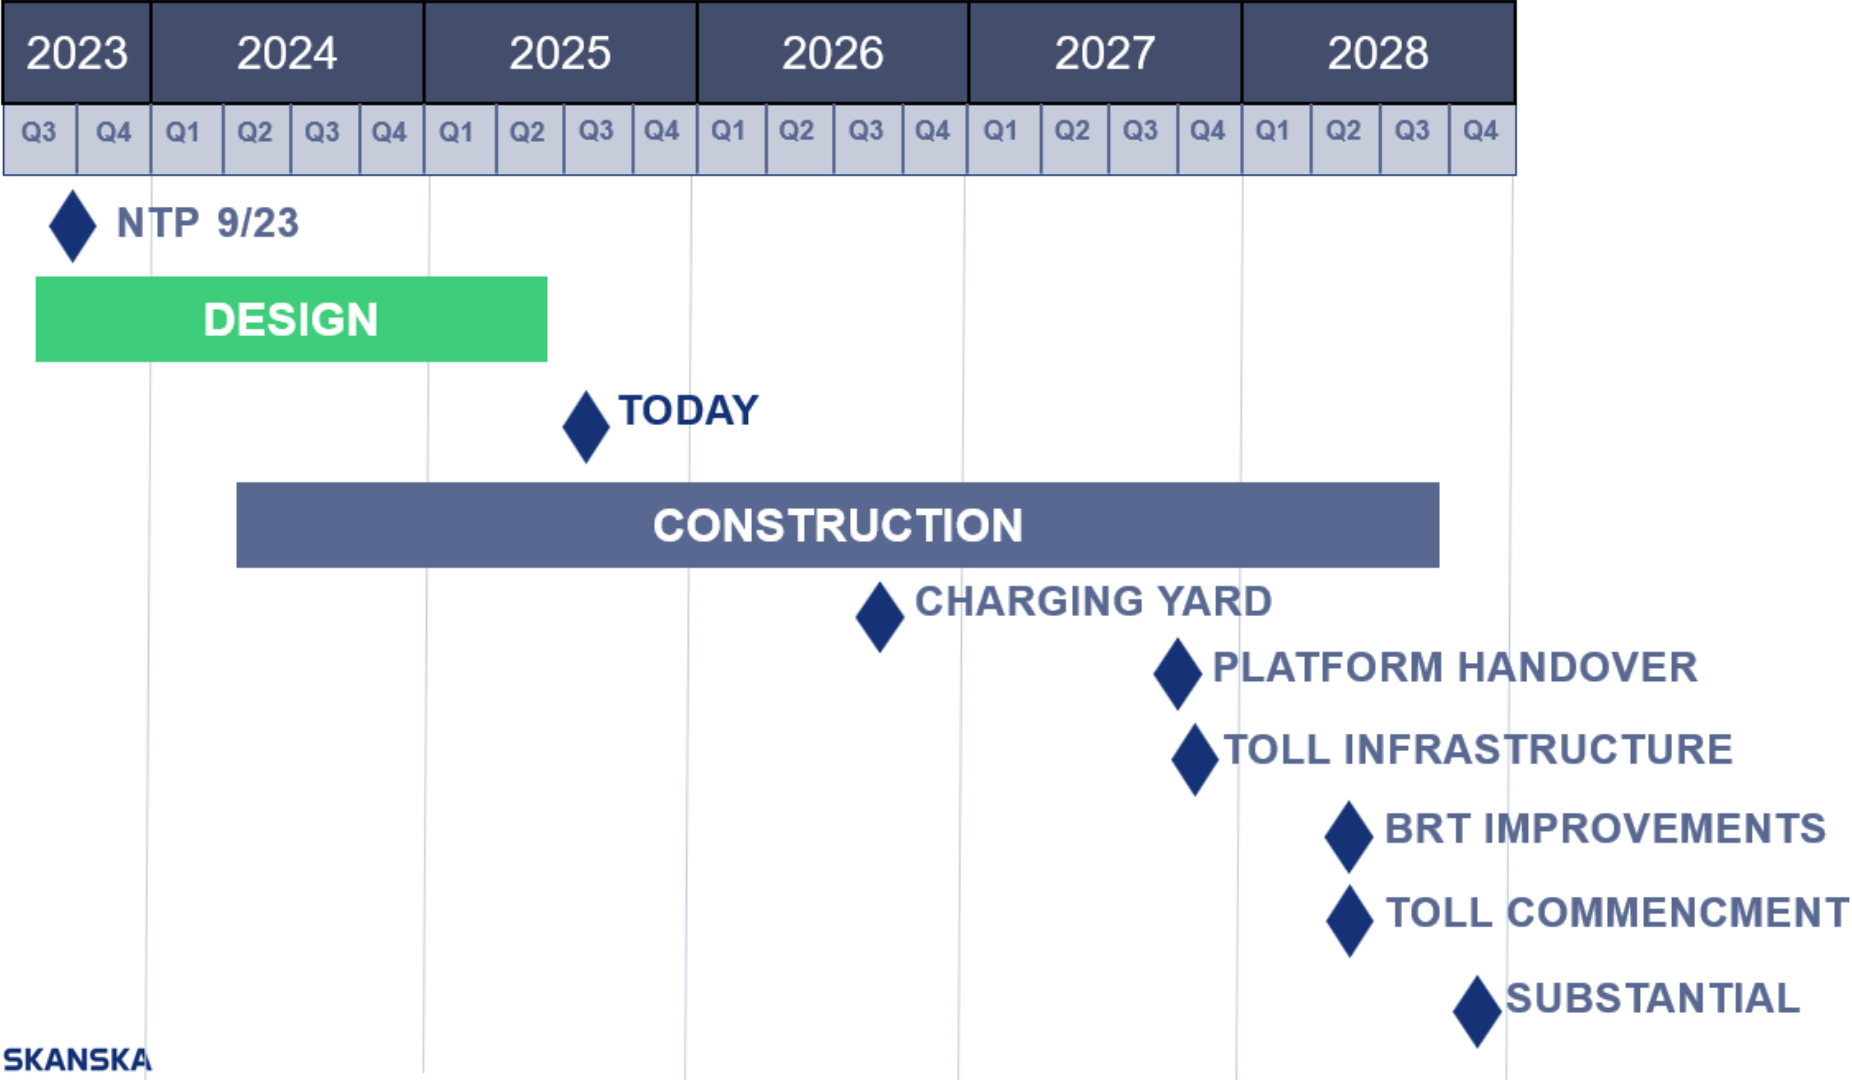 2023 2024 2025 2026 2027 2028
Q3 Q4 Q1 Q2 Q3 Q4 Q1 Q2 Q3 Q4 Q1 Q2 Q3 Q4 Q1 Q2 Q3 Q4 Q1 Q2 Q3 Q4
NTP 9/23
DESIGN
TODAY
CONSTRUCTION
CHARGING YARD
PLATFORM HANDOVER
TOLL INFRASTRUCTURE
BRT IMPROVEMENTS
TOLL COMMENCMENT
SUBSTANTIAL
SKANSKA